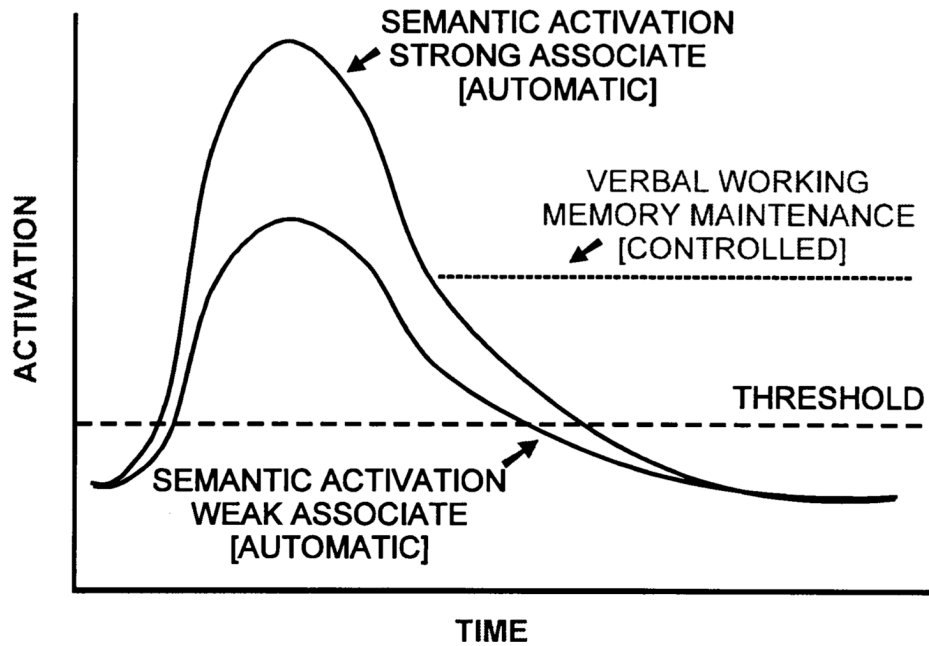 SEMANTIC ACTIVATION
STRONG ASSOCIATE
[AUTOMATIC]
VERBAL WORKING
MEMORY MAINTENANCE
[CONTROLLED]
ACTIVATION
THRESHOLD
SEMANTIC ACTIVATION
WEAK ASSOCIATE
[AUTOMATIC]
TIME